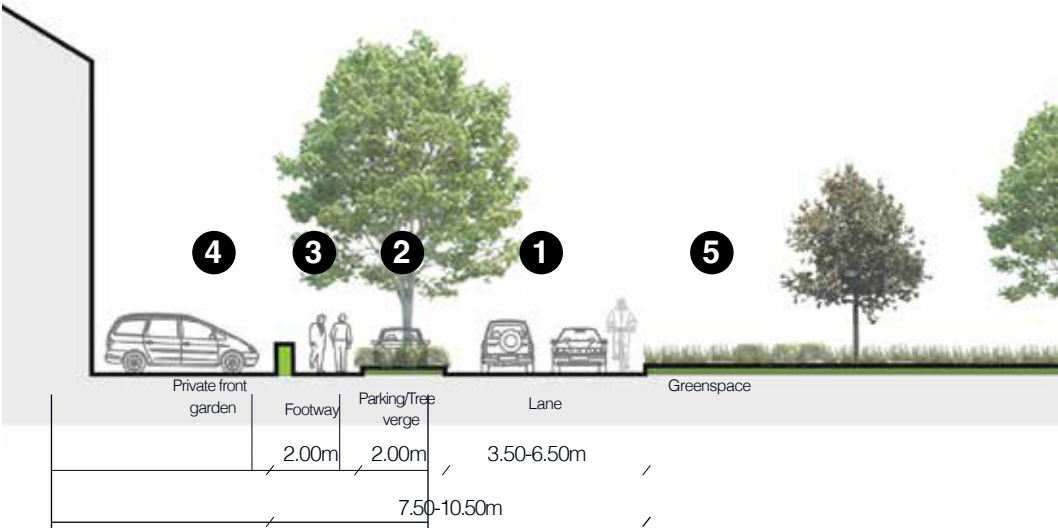 4 3 2 1 5
Private front
garden
Footway
Parking/Tree
verge
Lane
Greenspace
2.00m 2.00m 3.50-6.50m
7.50-10.50m